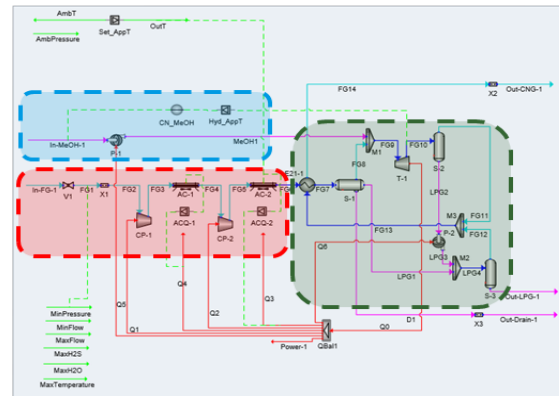 AmbT
OutT
Set_AppT
AmbPressure
FG14
X2
Out-CNG-1
CN_MeOH
Hyd_AppT
In-MeOH-1
P-1
MeOH1
FG8
M1
FG9
FG10
T-1
S-2
LPG2
In-FG-1
V1
FG1
X1
FG2
FG3
AC-1
FG4
FG5
AC-2
E21-1
FG7
S-1
CP-1
ACQ-1
CP-2
ACQ-2
FG13
M3
FG11
FG12
P-2
LPG3
M2
LPG4
LPG1
S-3
Q6
Q5
Q4
Q3
Q2
Q1
Q0
D1
Out-LPG-1
X3
Out-Drain-1
Power-1
QBal1
MinPressure
MinFlow
MaxFlow
MaxH2S
MaxH2O
MaxTemperature